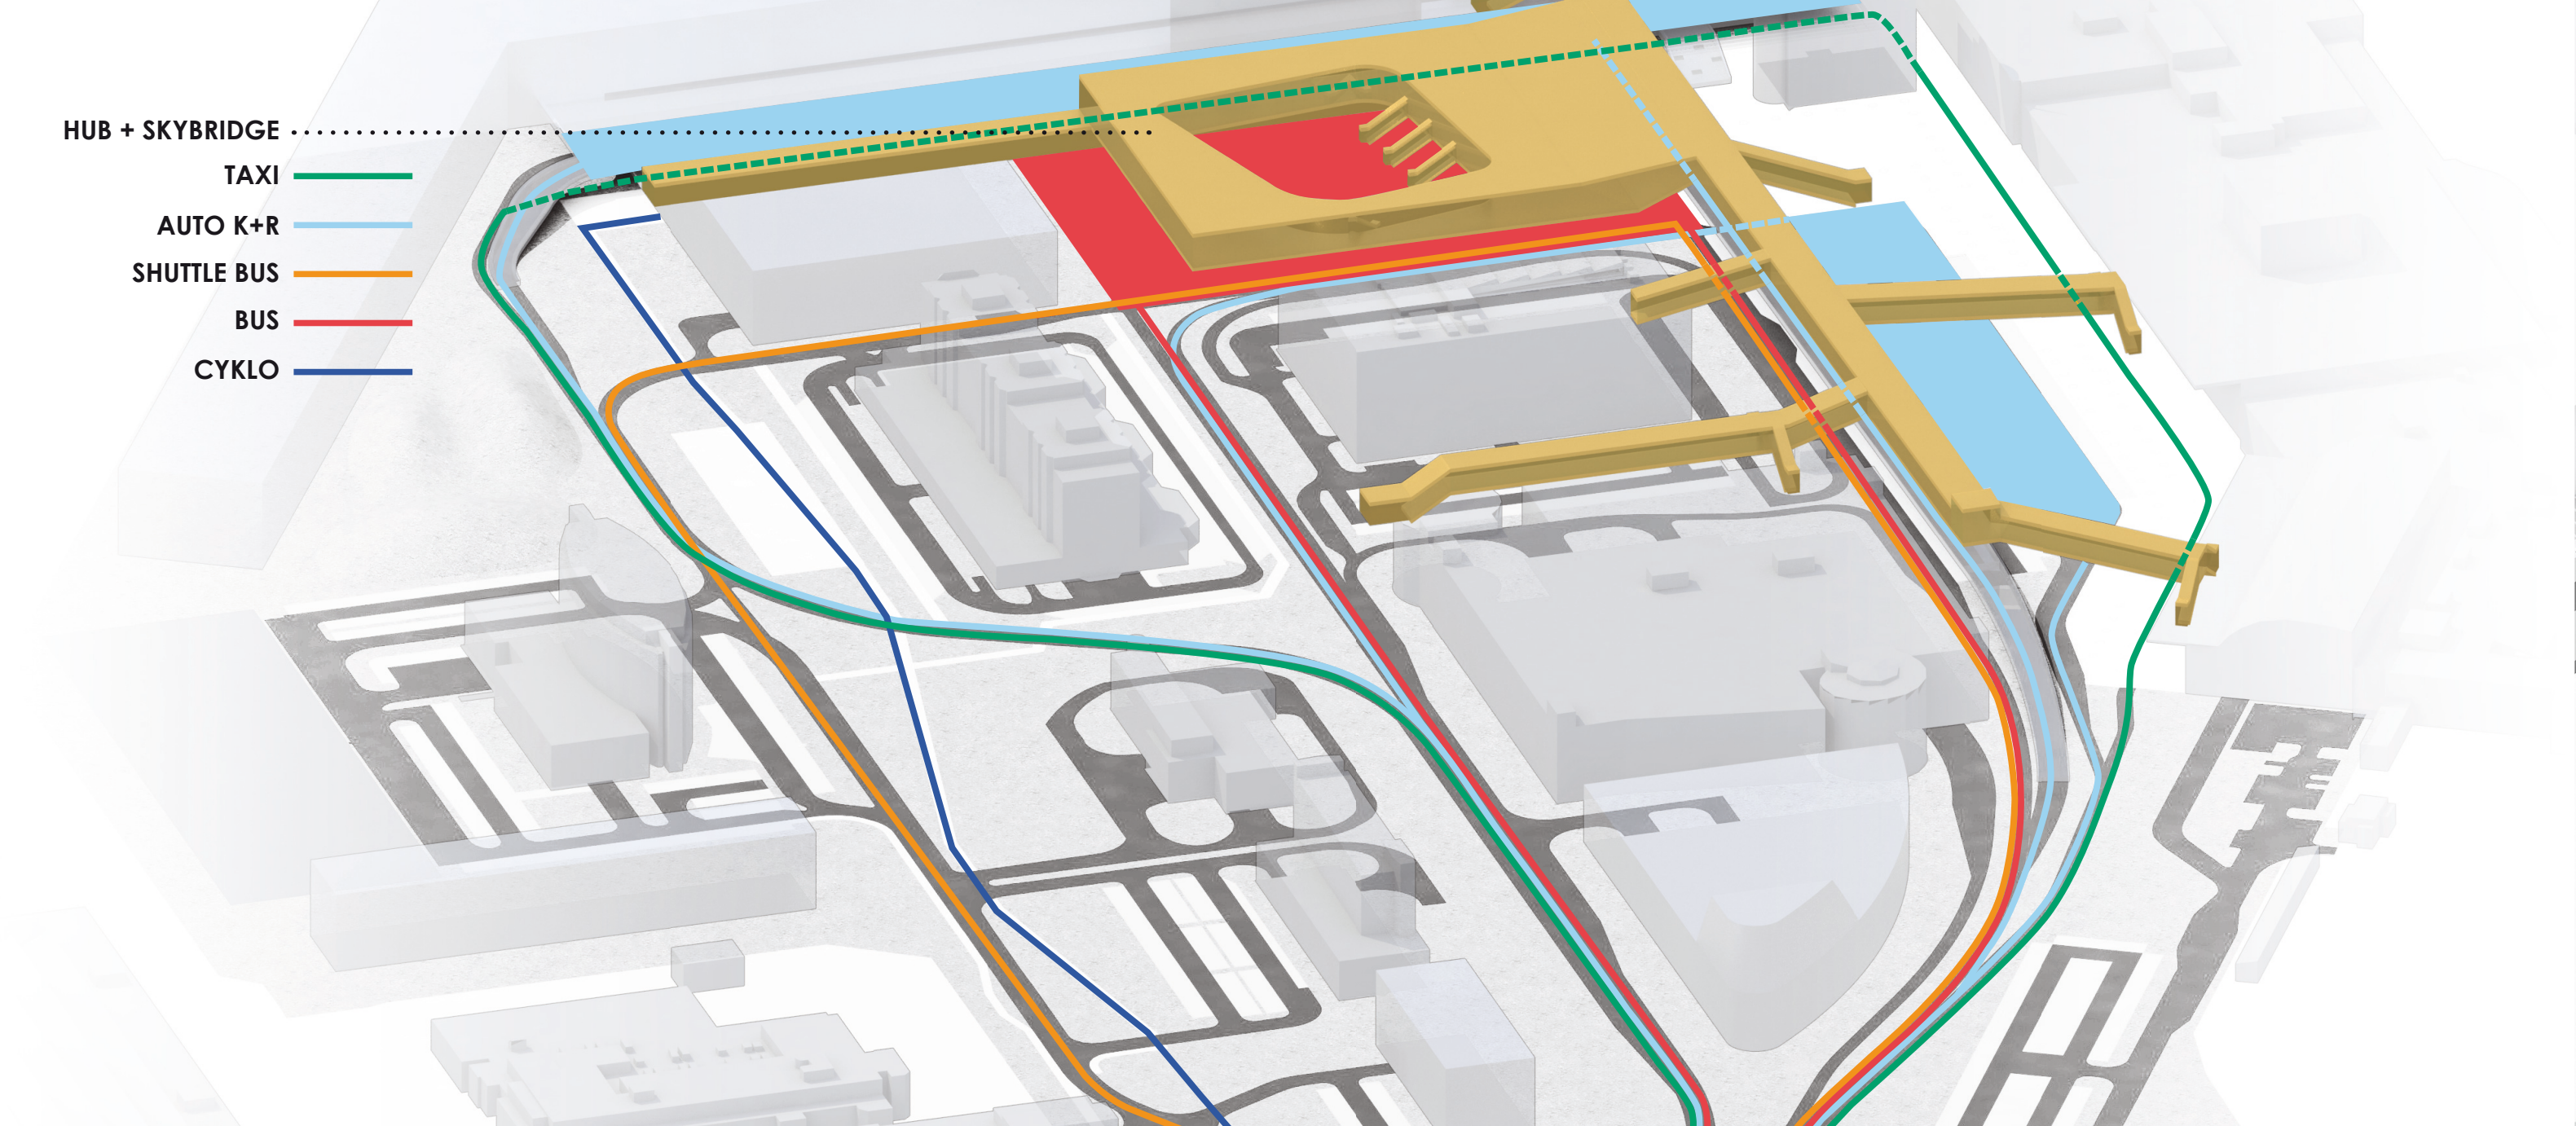 HUB + SKYBRIDGE
TAXI
AUTO K+R
SHUTTLE BUS
BUS
CYKLO